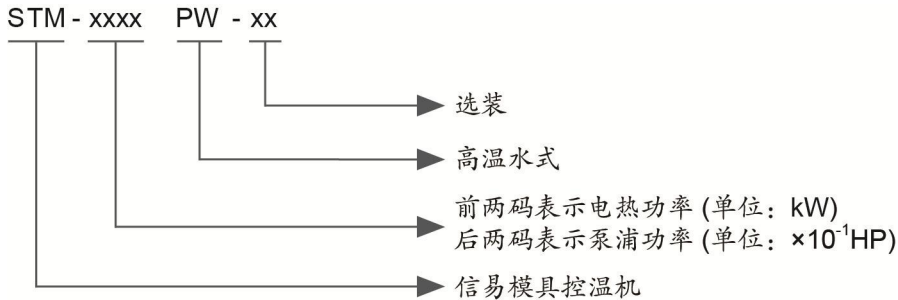 STM - xxxx PW - xx
选装
高温水式
前两码表示电热功率 (单位：kW)
后两码表示泵浦功率 (单位：×10⁻¹HP)
信易模具控温机